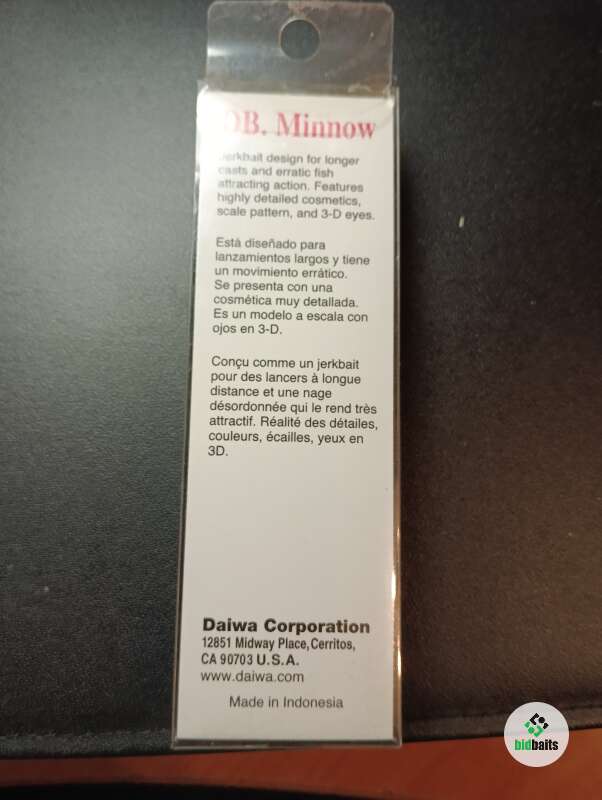 DB. Minnow
Jerkbait design for longer
casts and erratic fish
attracting action. Features
highly detailed cosmetics,
scale pattern, and 3-D eyes.
Está diseñado para
lanzamientos largos y tiene
un movimiento errático.
Se presenta con una
cosmética muy detallada.
Es un modelo a escala con
ojos en 3-D.
Conçu comme un jerkbait
pour des lancers à longue
distance et une nage
désordonnée qui le rend très
attractif. Réalité des détailes,
couleurs, écailles, yeux en
3D.
Daiwa Corporation
12851 Midway Place, Cerritos,
CA 90703 U.S.A.
www.daiwa.com
Made in Indonesia
bidbaits